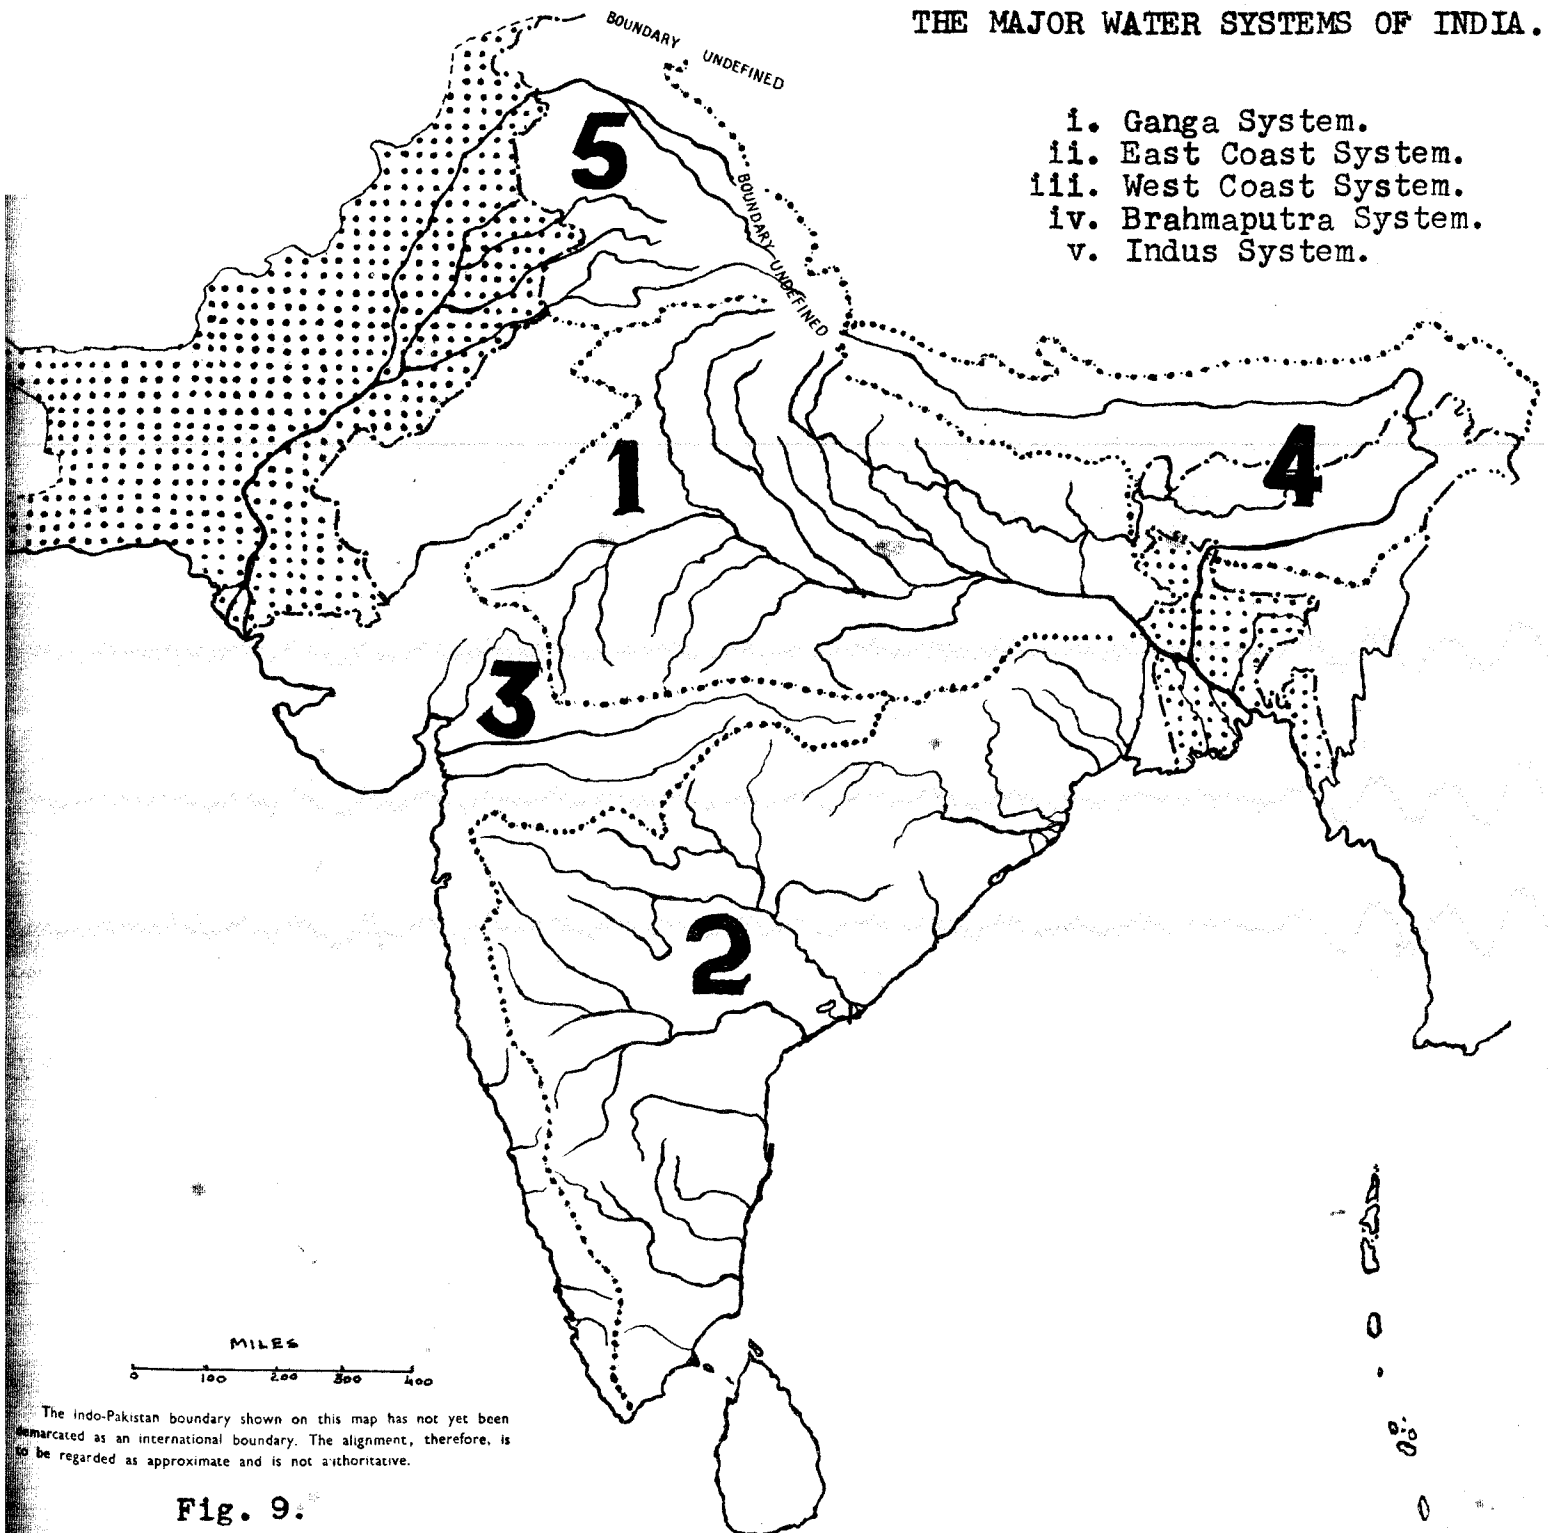 THE MAJOR WATER SYSTEMS OF INDIA.
BOUNDARY UNDEFINED
i. Ganga System.
ii. East Coast System.
iii. West Coast System.
iv. Brahmaputra System.
v. Indus System.
5
BOUNDARY UNDEFINED
1
4
3
2
MILES
0 100 200 300 400
The Indo-Pakistan boundary shown on this map has not yet been
demarcated as an international boundary. The alignment, therefore, is
to be regarded as approximate and is not authoritative.
Fig. 9.